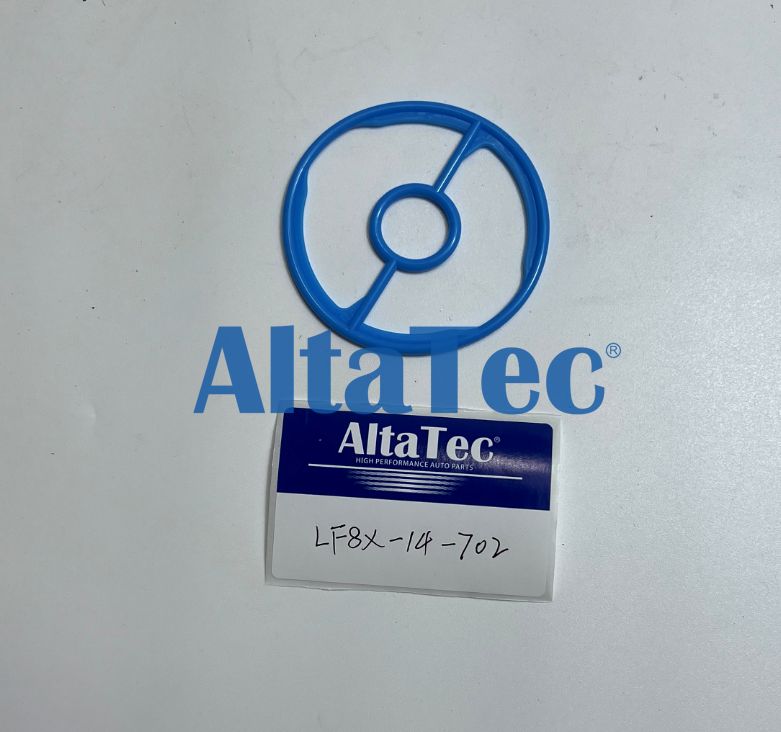 AltaTec®
AltaTec®
HIGH PERFORMANCE AUTO PARTS
LF8X-14-702